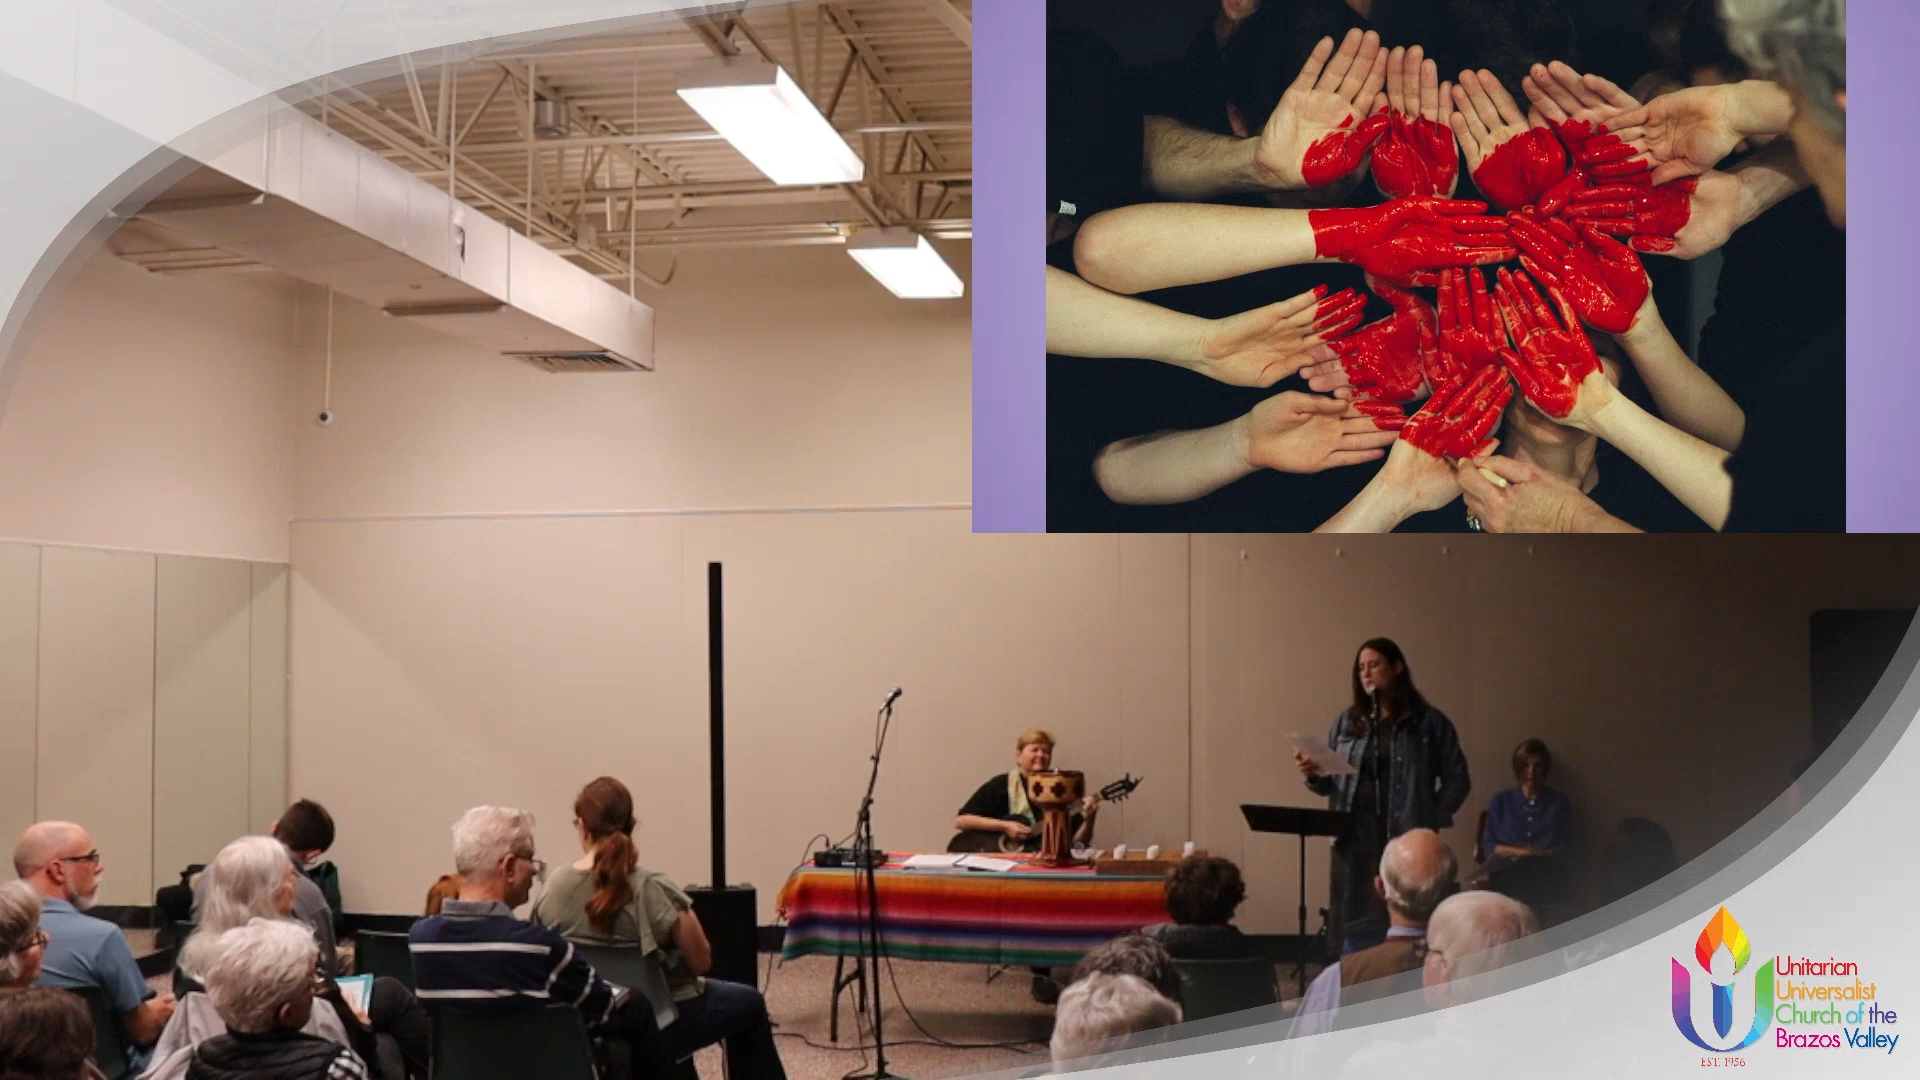 Unitarian
Universalist
Church of the
Brazos Valley
EST. 1956